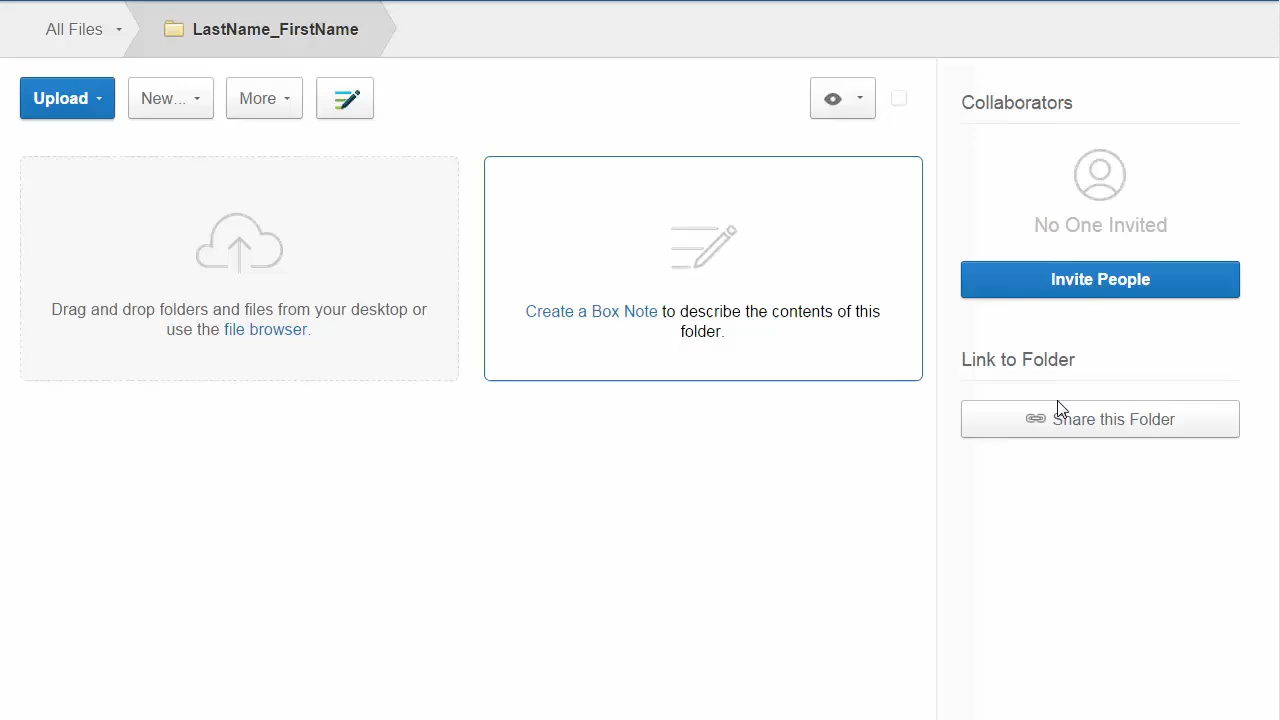 All Files
LastName_FirstName
Upload
New...
More
Collaborators
No One Invited
Invite People
Drag and drop folders and files from your desktop or
use the file browser.
Create a Box Note to describe the contents of this
folder.
Link to Folder
Share this Folder